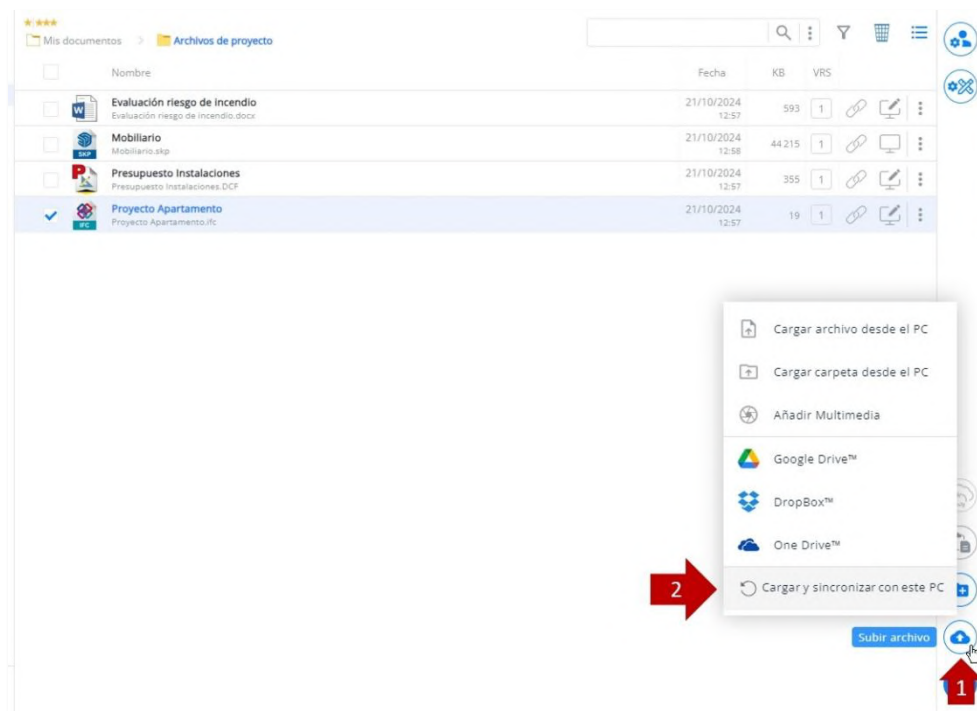 Mis documentos > Archivos de proyecto
Nombre Fecha KB VRS
Evaluación riesgo de incendio 21/10/2024 593 1
Evaluación riesgo de incendio.docx 12:57
Mobiliario 21/10/2024 44 215 1
SKP Mobiliario.skp 12:58
Presupuesto Instalaciones 21/10/2024 355 1
Presupuesto Instalaciones.DCF 12:57
Proyecto Apartamento 21/10/2024 19 1
IFC Proyecto Apartamento.ifc 12:57
Cargar archivo desde el PC
Cargar carpeta desde el PC
Añadir Multimedia
Google Drive™
DropBox™
One Drive™
2 Cargar y sincronizar con este PC
Subir archivo
1